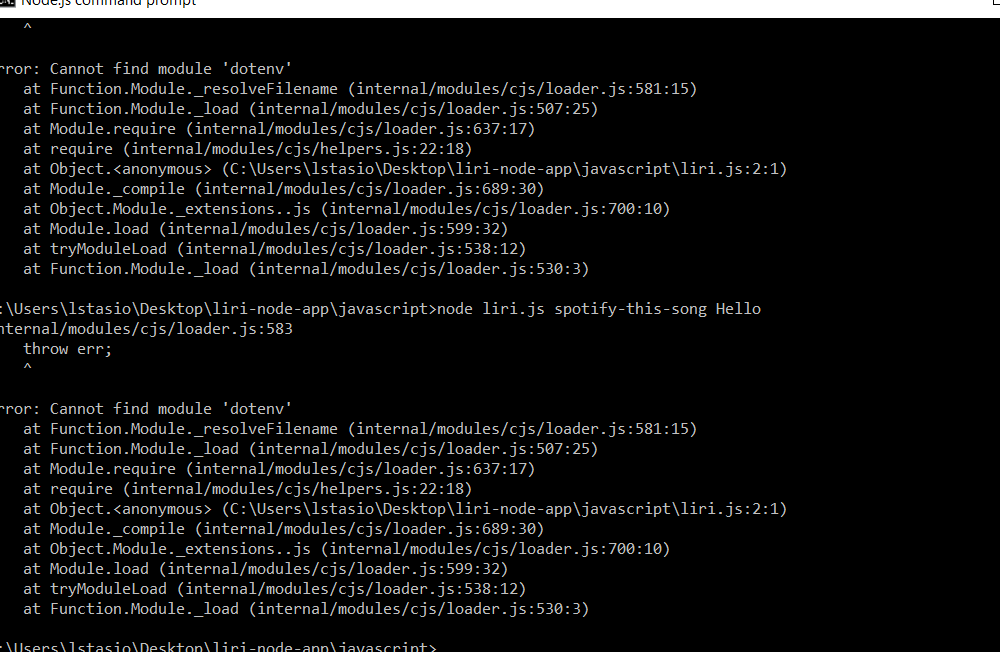 Node.js command prompt
^
rror: Cannot find module 'dotenv'
at Function.Module._resolveFilename (internal/modules/cjs/loader.js:581:15)
at Function.Module._load (internal/modules/cjs/loader.js:507:25)
at Module.require (internal/modules/cjs/loader.js:637:17)
at require (internal/modules/cjs/helpers.js:22:18)
at Object.<anonymous> (C:\Users\lstasio\Desktop\liri-node-app\javascript\liri.js:2:1)
at Module._compile (internal/modules/cjs/loader.js:689:30)
at Object.Module._extensions..js (internal/modules/cjs/loader.js:700:10)
at Module.load (internal/modules/cjs/loader.js:599:32)
at tryModuleLoad (internal/modules/cjs/loader.js:538:12)
at Function.Module._load (internal/modules/cjs/loader.js:530:3)
:\Users\lstasio\Desktop\liri-node-app\javascript>node liri.js spotify-this-song Hello
nternal/modules/cjs/loader.js:583
throw err;
^
rror: Cannot find module 'dotenv'
at Function.Module._resolveFilename (internal/modules/cjs/loader.js:581:15)
at Function.Module._load (internal/modules/cjs/loader.js:507:25)
at Module.require (internal/modules/cjs/loader.js:637:17)
at require (internal/modules/cjs/helpers.js:22:18)
at Object.<anonymous> (C:\Users\lstasio\Desktop\liri-node-app\javascript\liri.js:2:1)
at Module._compile (internal/modules/cjs/loader.js:689:30)
at Object.Module._extensions..js (internal/modules/cjs/loader.js:700:10)
at Module.load (internal/modules/cjs/loader.js:599:32)
at tryModuleLoad (internal/modules/cjs/loader.js:538:12)
at Function.Module._load (internal/modules/cjs/loader.js:530:3)
:\Users\lstasio\Desktop\liri-node-app\javascript>